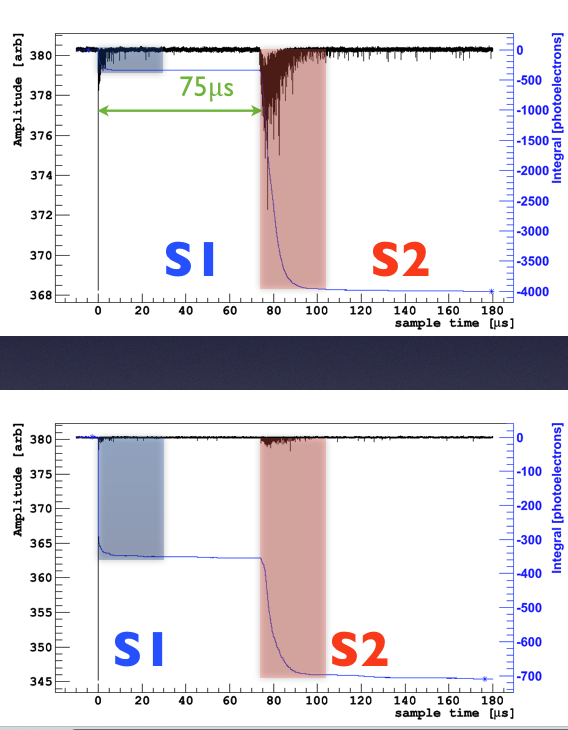 Amplitude [arb]
380
378
376
374
372
370
368
0
-500
-1000
-1500
-2000
-2500
-3000
-3500
-4000
Integral [photoelectrons]
75µs
S1
S2
0 20 40 60 80 100 120 140 160 180
sample time [µs]
Amplitude [arb]
380
375
370
365
360
355
350
345
0
-100
-200
-300
-400
-500
-600
-700
Integral [photoelectrons]
S1
S2
0 20 40 60 80 100 120 140 160 180
sample time [µs]